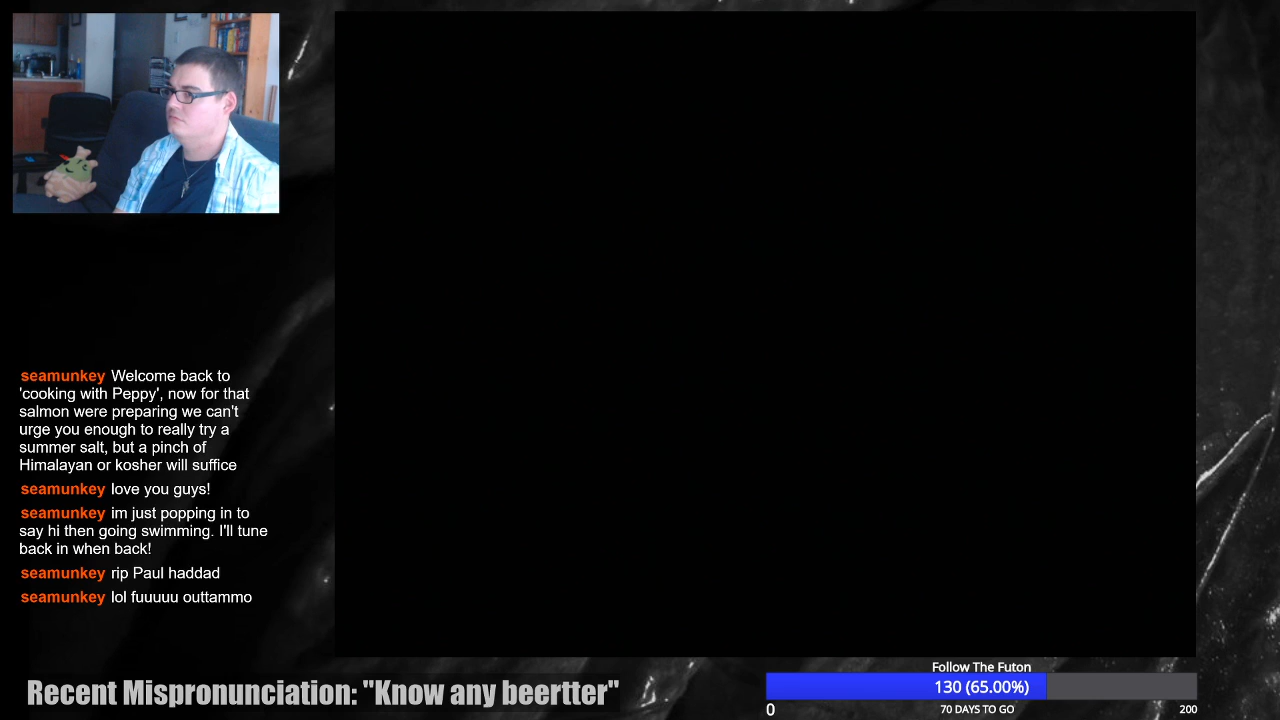 seamunkey Welcome back to
'cooking with Peppy', now for that
salmon were preparing we can't
urge you enough to really try a
summer salt, but a pinch of
Himalayan or kosher will suffice
seamunkey love you guys!
seamunkey im just popping in to
say hi then going swimming. I'll tune
back in when back!
seamunkey rip Paul haddad
seamunkey lol fuuuuu outtammo
Recent Mispronunciation: "Know any beertter"
Follow The Futon
130 (65.00%)
0 70 DAYS TO GO 200